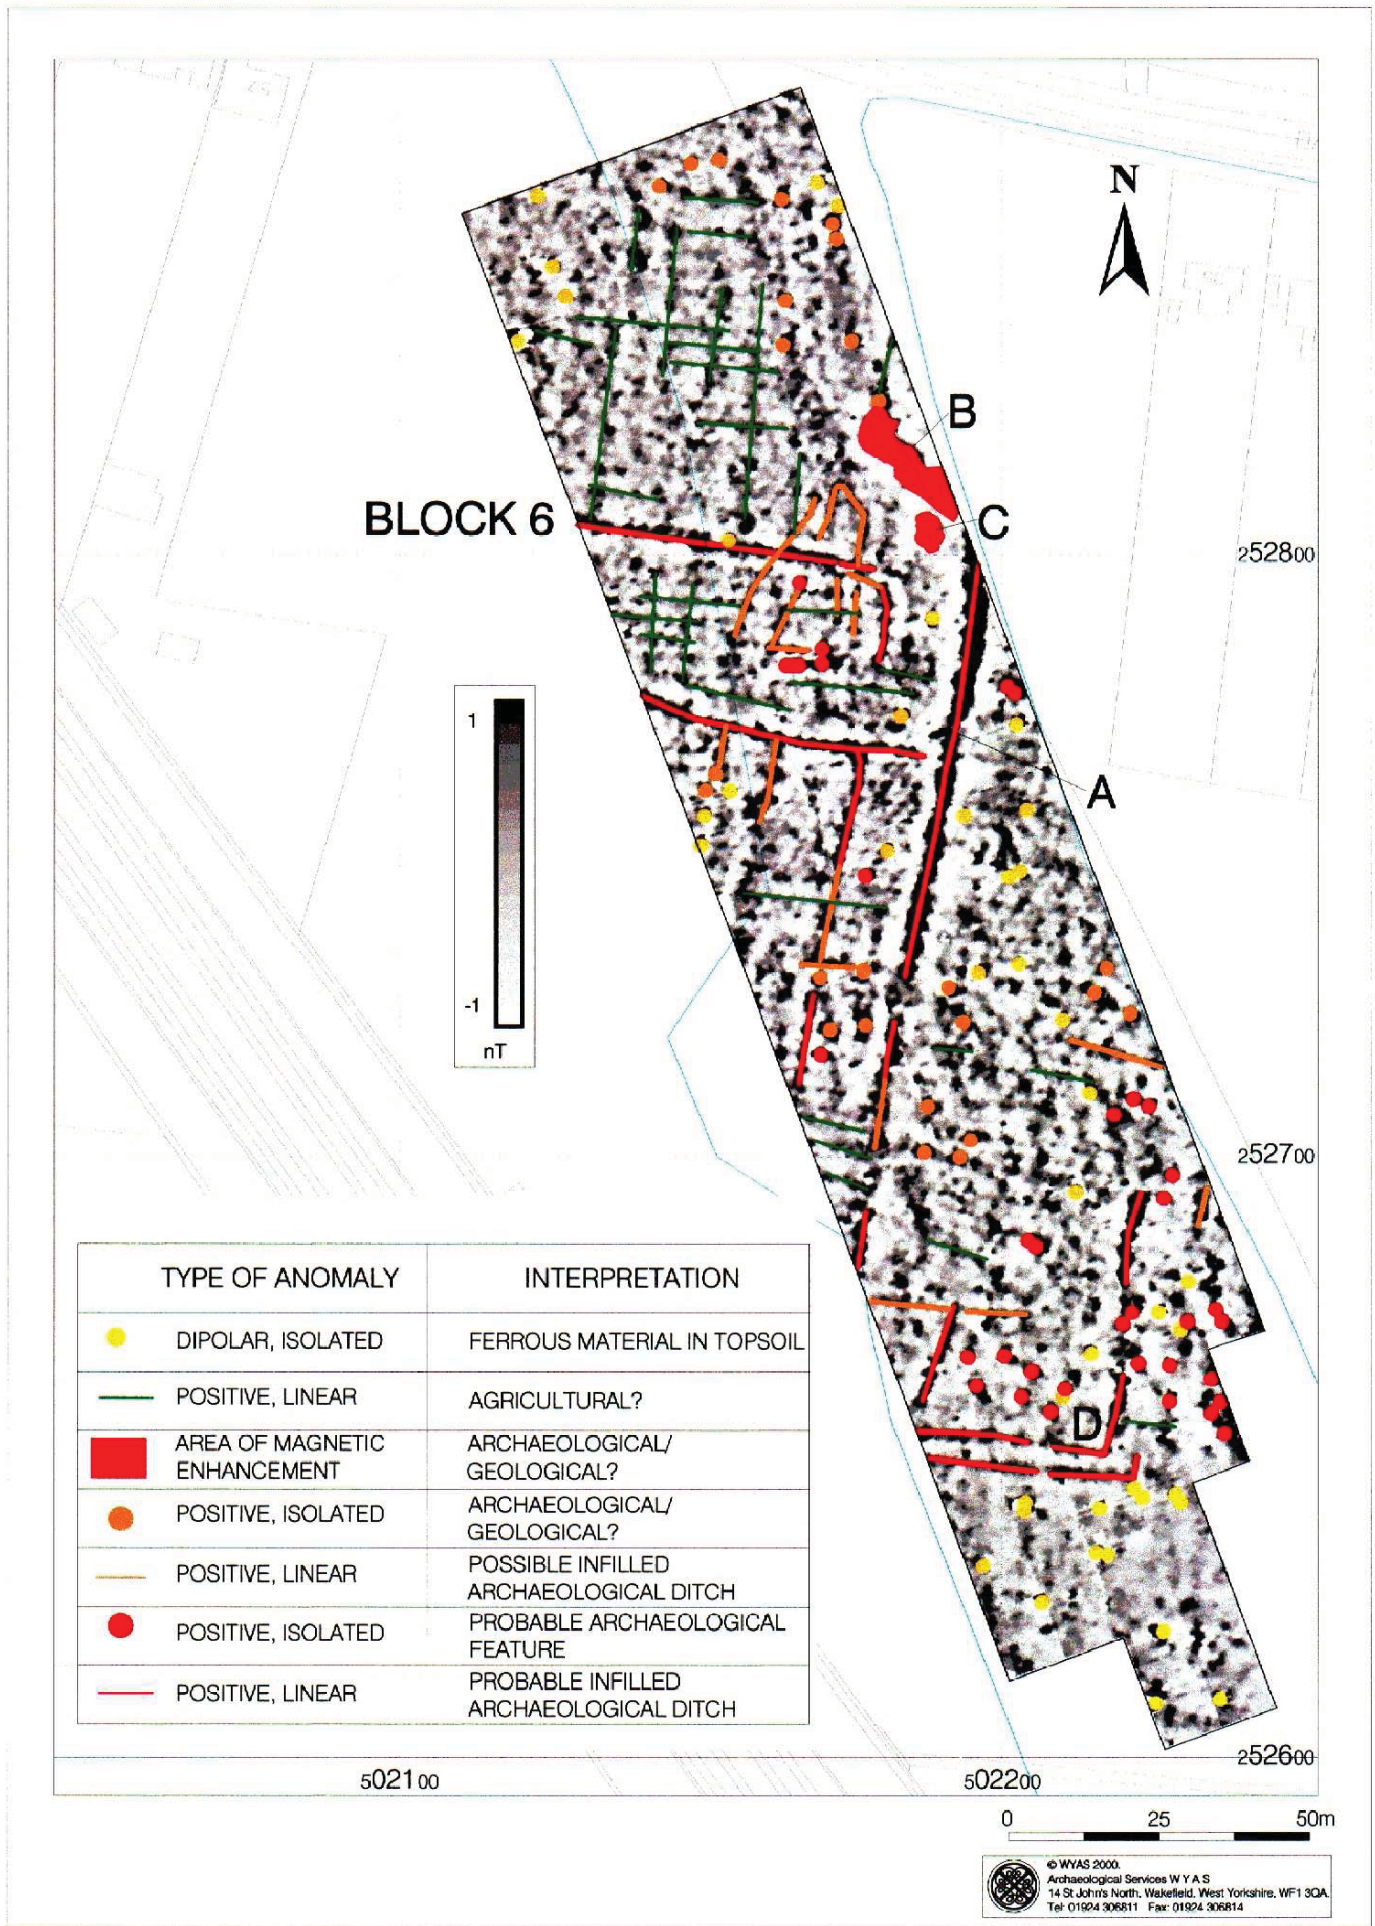 N
B
BLOCK 6
C
252800
1
A
-1
nT
252700
TYPE OF ANOMALY INTERPRETATION
DIPOLAR, ISOLATED FERROUS MATERIAL IN TOPSOIL
POSITIVE, LINEAR AGRICULTURAL?
AREA OF MAGNETIC ARCHAEOLOGICAL/
ENHANCEMENT GEOLOGICAL?
POSITIVE, ISOLATED ARCHAEOLOGICAL/
GEOLOGICAL?
POSITIVE, LINEAR POSSIBLE INFILLED
ARCHAEOLOGICAL DITCH
POSITIVE, ISOLATED PROBABLE ARCHAEOLOGICAL
FEATURE
POSITIVE, LINEAR PROBABLE INFILLED
ARCHAEOLOGICAL DITCH
D
252600
502100 502200
0 25 50m
© WYAS 2000.
Archaeological Services W Y A S
14 St John's North, Wakefield, West Yorkshire, WF1 3QA.
Tel: 01924 306811 Fax: 01924 306814